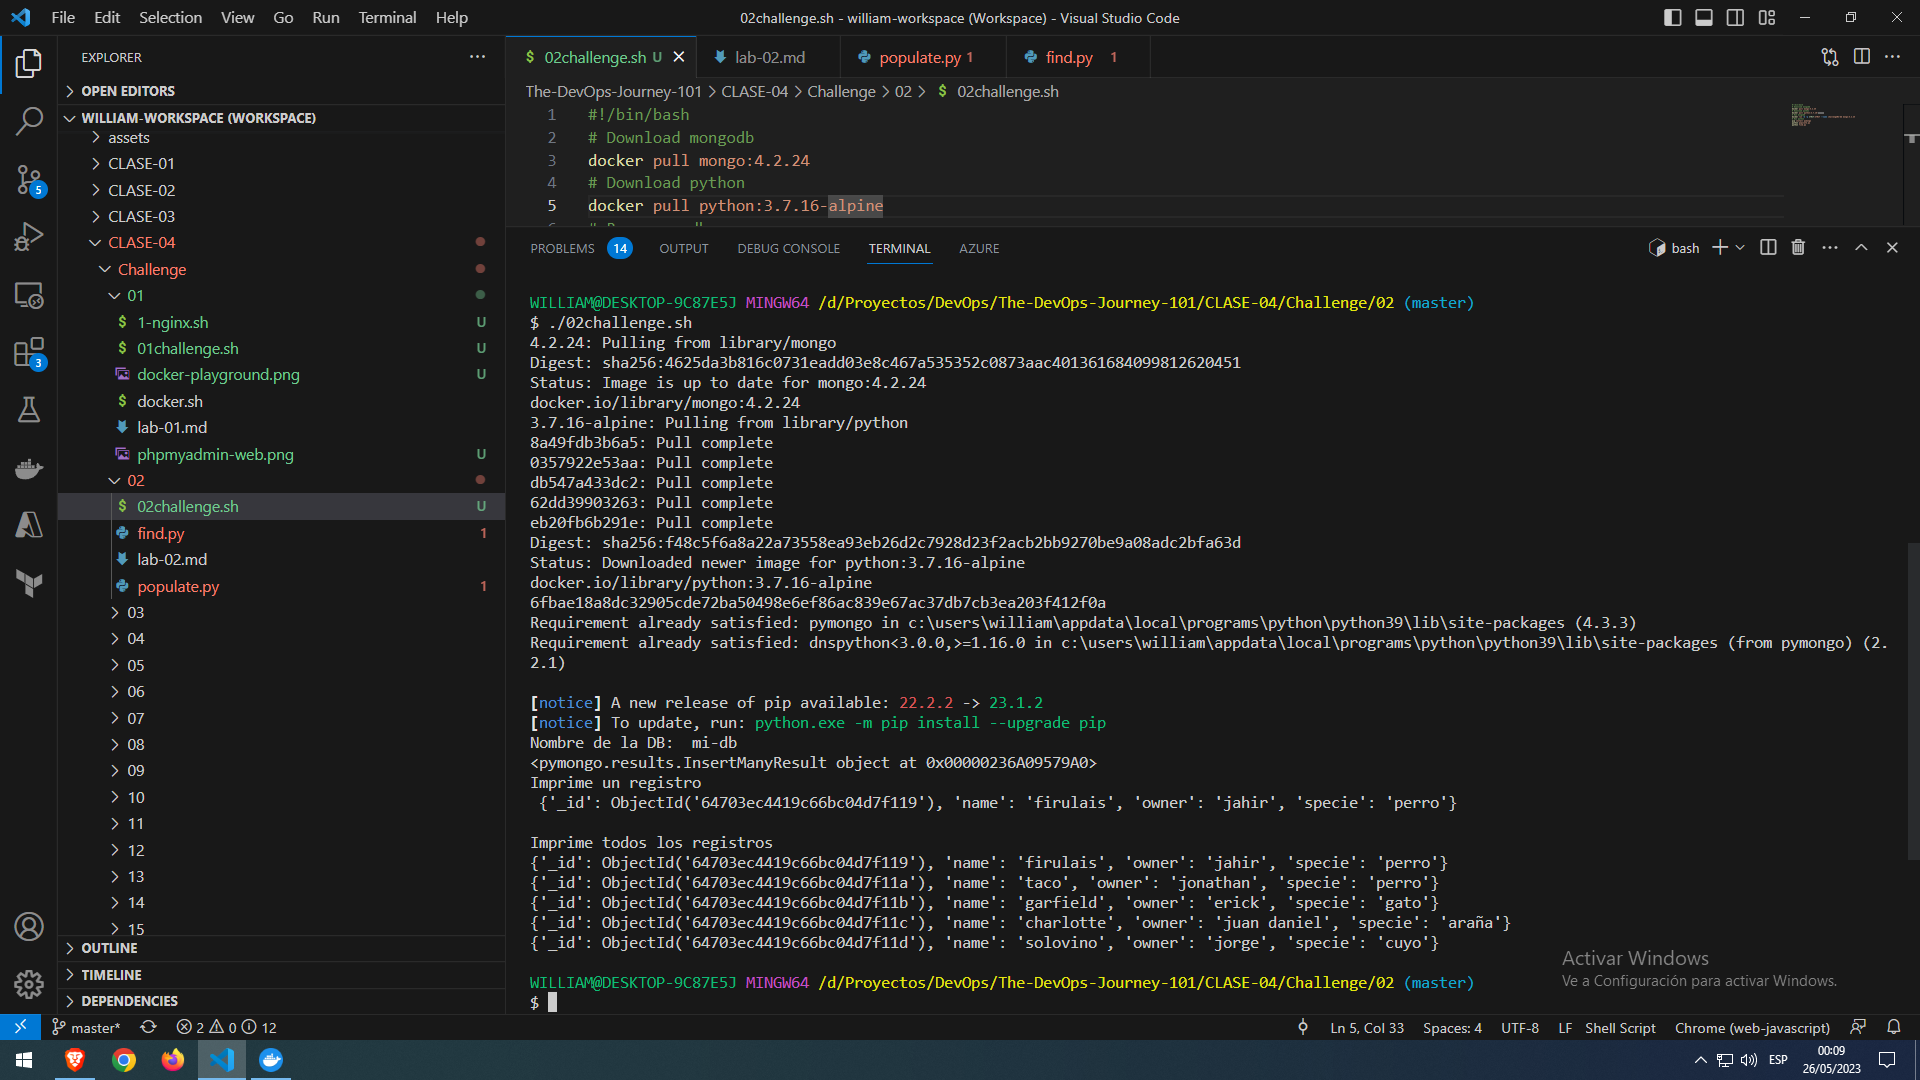 File Edit Selection View Go Run Terminal Help
02challenge.sh - william-workspace (Workspace) - Visual Studio Code
EXPLORER
OPEN EDITORS
WILLIAM-WORKSPACE (WORKSPACE)
assets
CLASE-01
CLASE-02
CLASE-03
CLASE-04
Challenge
01
$ 1-nginx.sh U
$ 01challenge.sh U
docker-playground.png U
$ docker.sh
lab-01.md
phpmyadmin-web.png U
02
$ 02challenge.sh U
find.py 1
lab-02.md
populate.py 1
03
04
05
06
07
08
09
10
11
12
13
14
15
OUTLINE
TIMELINE
DEPENDENCIES
5
3
$ 02challenge.sh U
lab-02.md
populate.py 1
find.py 1
The-DevOps-Journey-101 > CLASE-04 > Challenge > 02 > $ 02challenge.sh
1 #!/bin/bash
2 # Download mongodb
3 docker pull mongo:4.2.24
4 # Download python
5 docker pull python:3.7.16-alpine
PROBLEMS 14 OUTPUT DEBUG CONSOLE TERMINAL AZURE
bash
WILLIAM@DESKTOP-9C87E5J MINGW64 /d/Proyectos/DevOps/The-DevOps-Journey-101/CLASE-04/Challenge/02 (master)
$ ./02challenge.sh
4.2.24: Pulling from library/mongo
Digest: sha256:4625da3b816c0731eadd03e8c467a535352c0873aac401361684099812620451
Status: Image is up to date for mongo:4.2.24
docker.io/library/mongo:4.2.24
3.7.16-alpine: Pulling from library/python
8a49fdb3b6a5: Pull complete
0357922e53aa: Pull complete
db547a433dc2: Pull complete
62dd39903263: Pull complete
eb20fb6b291e: Pull complete
Digest: sha256:f48c5f6a8a22a73558ea93eb26d2c7928d23f2acb2bb9270be9a08adc2bfa63d
Status: Downloaded newer image for python:3.7.16-alpine
docker.io/library/python:3.7.16-alpine
6fbae18a8dc32905cde72ba50498e6ef86ac839e67ac37db7cb3ea203f412f0a
Requirement already satisfied: pymongo in c:\users\william\appdata\local\programs\python\python39\lib\site-packages (4.3.3)
Requirement already satisfied: dnspython<3.0.0,>=1.16.0 in c:\users\william\appdata\local\programs\python\python39\lib\site-packages (from pymongo) (2.
2.1)
[notice] A new release of pip available: 22.2.2 -> 23.1.2
[notice] To update, run: python.exe -m pip install --upgrade pip
Nombre de la DB:  mi-db
<pymongo.results.InsertManyResult object at 0x00000236A09579A0>
Imprime un registro
{'_id': ObjectId('64703ec4419c66bc04d7f119'), 'name': 'firulais', 'owner': 'jahir', 'specie': 'perro'}
Imprime todos los registros
{'_id': ObjectId('64703ec4419c66bc04d7f119'), 'name': 'firulais', 'owner': 'jahir', 'specie': 'perro'}
{'_id': ObjectId('64703ec4419c66bc04d7f11a'), 'name': 'taco', 'owner': 'jonathan', 'specie': 'perro'}
{'_id': ObjectId('64703ec4419c66bc04d7f11b'), 'name': 'garfield', 'owner': 'erick', 'specie': 'gato'}
{'_id': ObjectId('64703ec4419c66bc04d7f11c'), 'name': 'charlotte', 'owner': 'juan daniel', 'specie': 'araña'}
{'_id': ObjectId('64703ec4419c66bc04d7f11d'), 'name': 'solovino', 'owner': 'jorge', 'specie': 'cuyo'}
WILLIAM@DESKTOP-9C87E5J MINGW64 /d/Proyectos/DevOps/The-DevOps-Journey-101/CLASE-04/Challenge/02 (master)
$
Activar Windows
Ve a Configuración para activar Windows.
master* 2 0 12
Ln 5, Col 33 Spaces: 4 UTF-8 LF Shell Script Chrome (web-javascript)
ESP
00:09
26/05/2023